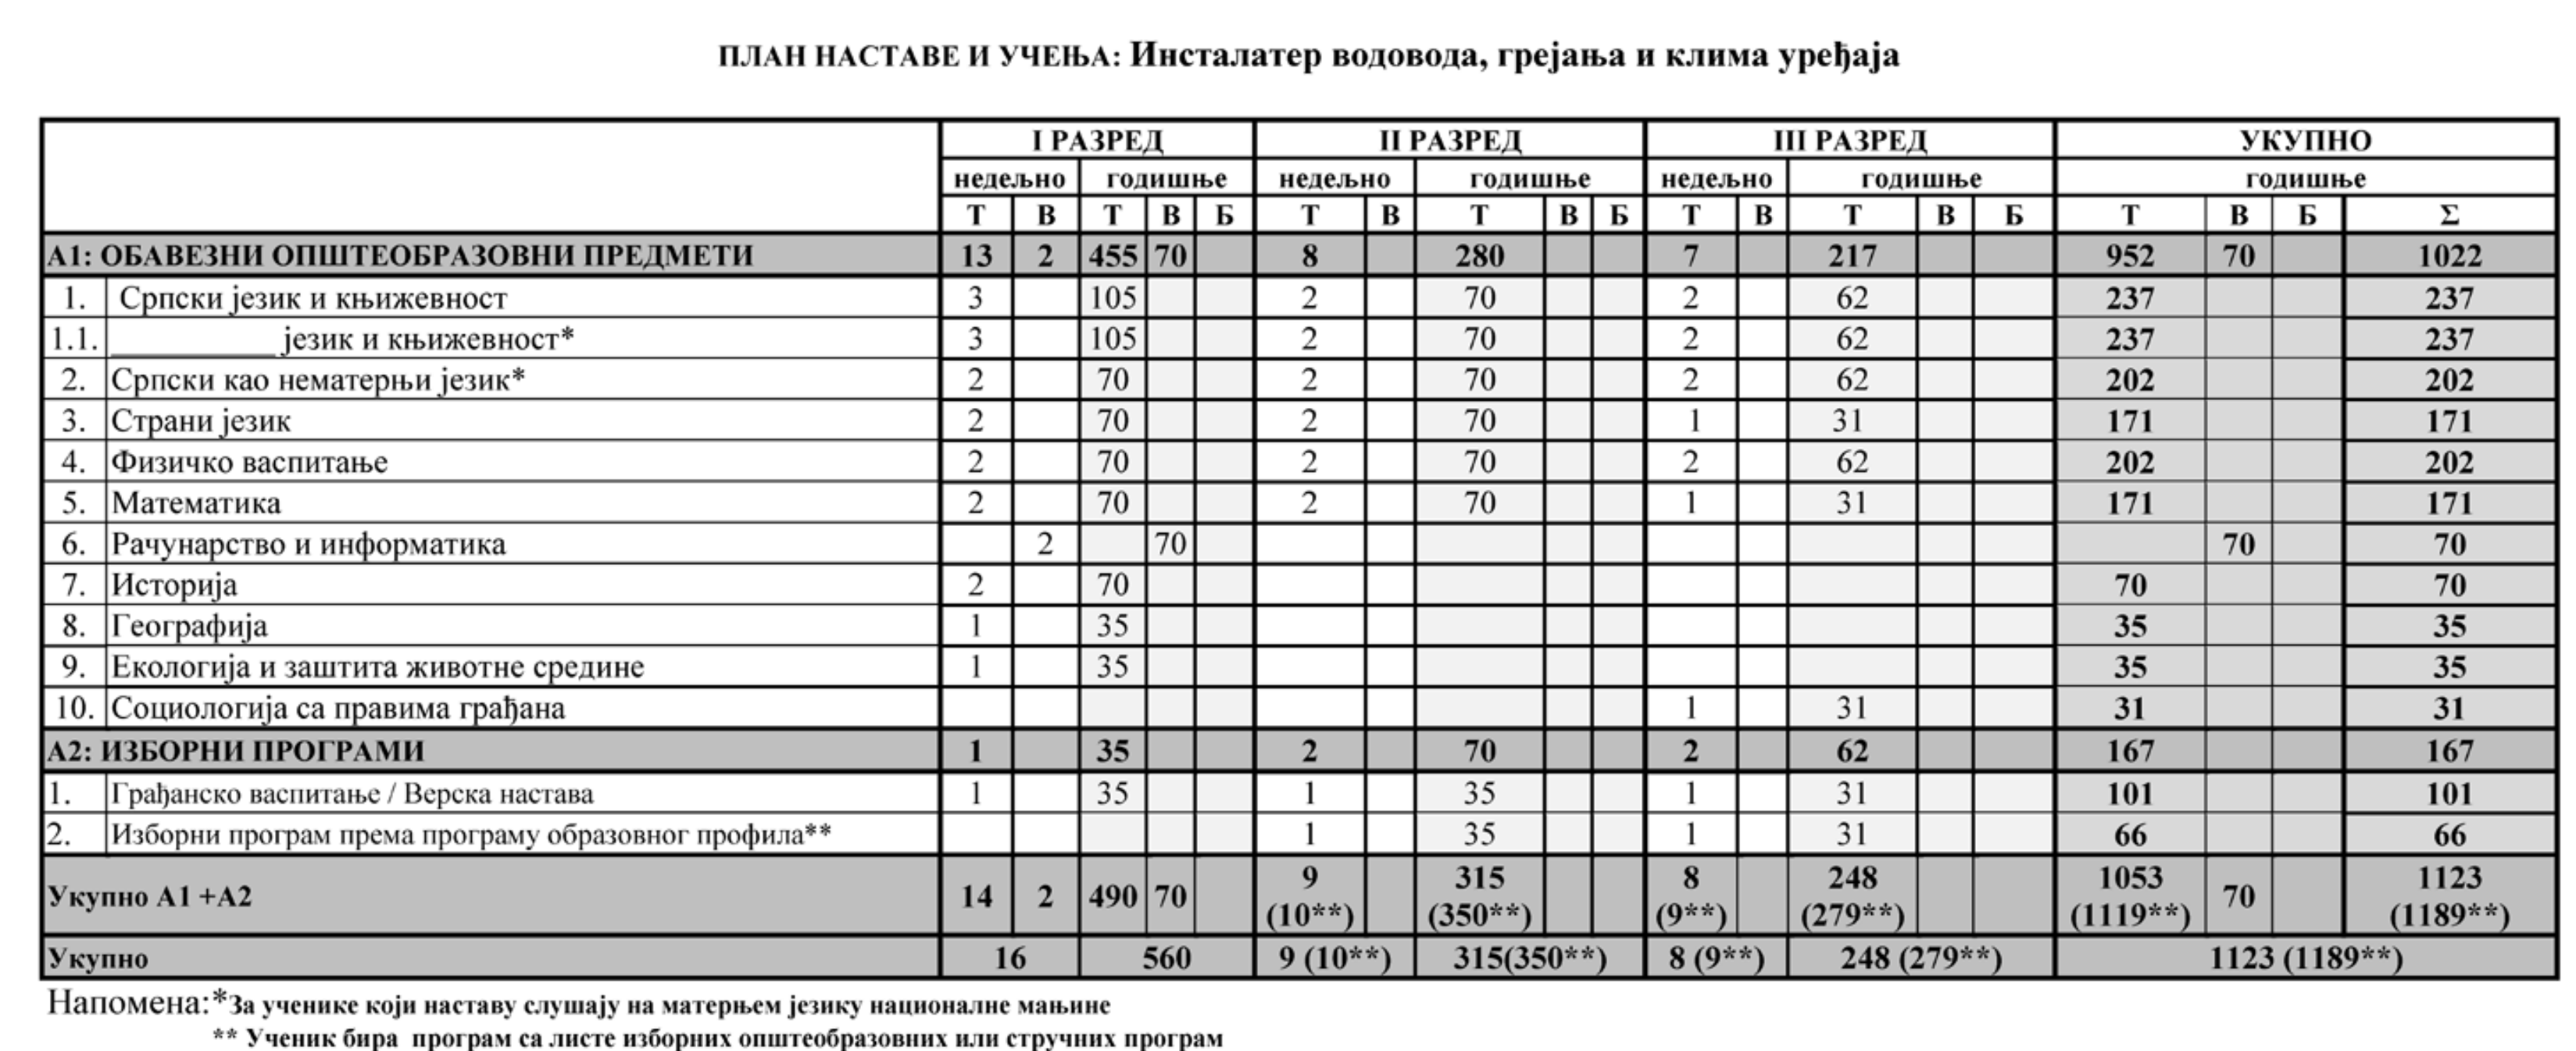 ПЛАН НАСТАВЕ И УЧЕЊА: Инсталатер водовода, грејања и клима уређаја
I РАЗРЕД II РАЗРЕД III РАЗРЕД УКУПНО
недељно годишње недељно годишње недељно годишње годишње
Т В Т В Б Т В Т В Б Т В Т В Б Т В Б Σ
А1: ОБАВЕЗНИ ОПШТЕОБРАЗОВНИ ПРЕДМЕТИ 13 2 455 70 8 280 7 217 952 70 1022
1. Српски језик и књижевност 3 105 2 70 2 62 237 237
1.1. ___________ језик и књижевност* 3 105 2 70 2 62 237 237
2. Српски као нематерњи језик* 2 70 2 70 2 62 202 202
3. Страни језик 2 70 2 70 1 31 171 171
4. Физичко васпитање 2 70 2 70 2 62 202 202
5. Математика 2 70 2 70 1 31 171 171
6. Рачунарство и информатика 2 70 70 70
7. Историја 2 70 70 70
8. Географија 1 35 35 35
9. Екологија и заштита животне средине 1 35 35 35
10. Социологија са правима грађана 1 31 31 31
А2: ИЗБОРНИ ПРОГРАМИ 1 35 2 70 2 62 167 167
1. Грађанско васпитање / Верска настава 1 35 1 35 1 31 101 101
2. Изборни програм према програму образовног профила** 1 35 1 31 66 66
Укупно А1 +А2 14 2 490 70 9 (10**) 315 (350**) 8 (9**) 248 (279**) 1053 (1119**) 70 1123 (1189**)
Укупно 16 560 9 (10**) 315(350**) 8 (9**) 248 (279**) 1123 (1189**)
Напомена:*За ученике који наставу слушају на матерњем језику националне мањине
** Ученик бира програм са листе изборних општеобразовних или стручних програм